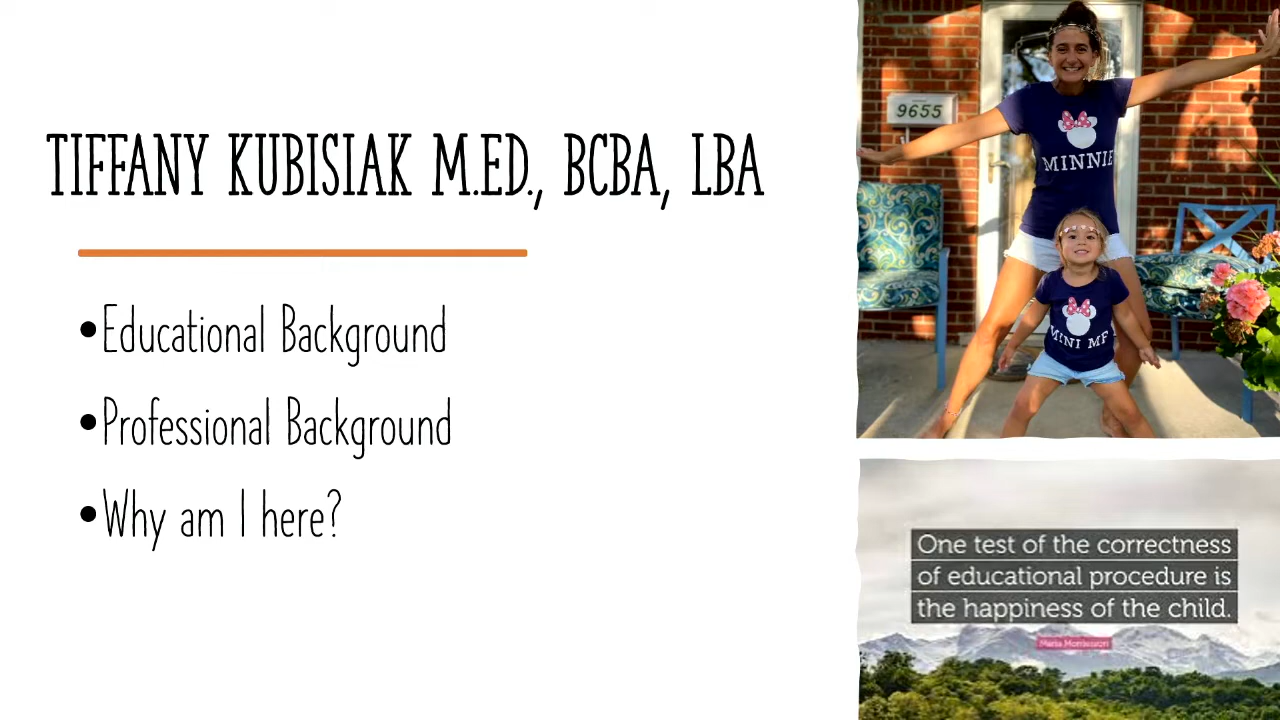 TIFFANY KUBISIAK M.ED., BCBA, LBA
•Educational Background
•Professional Background
•Why am I here?
9655
MINNIE
MINI ME
One test of the correctness
of educational procedure is
the happiness of the child.
Maria Montessori